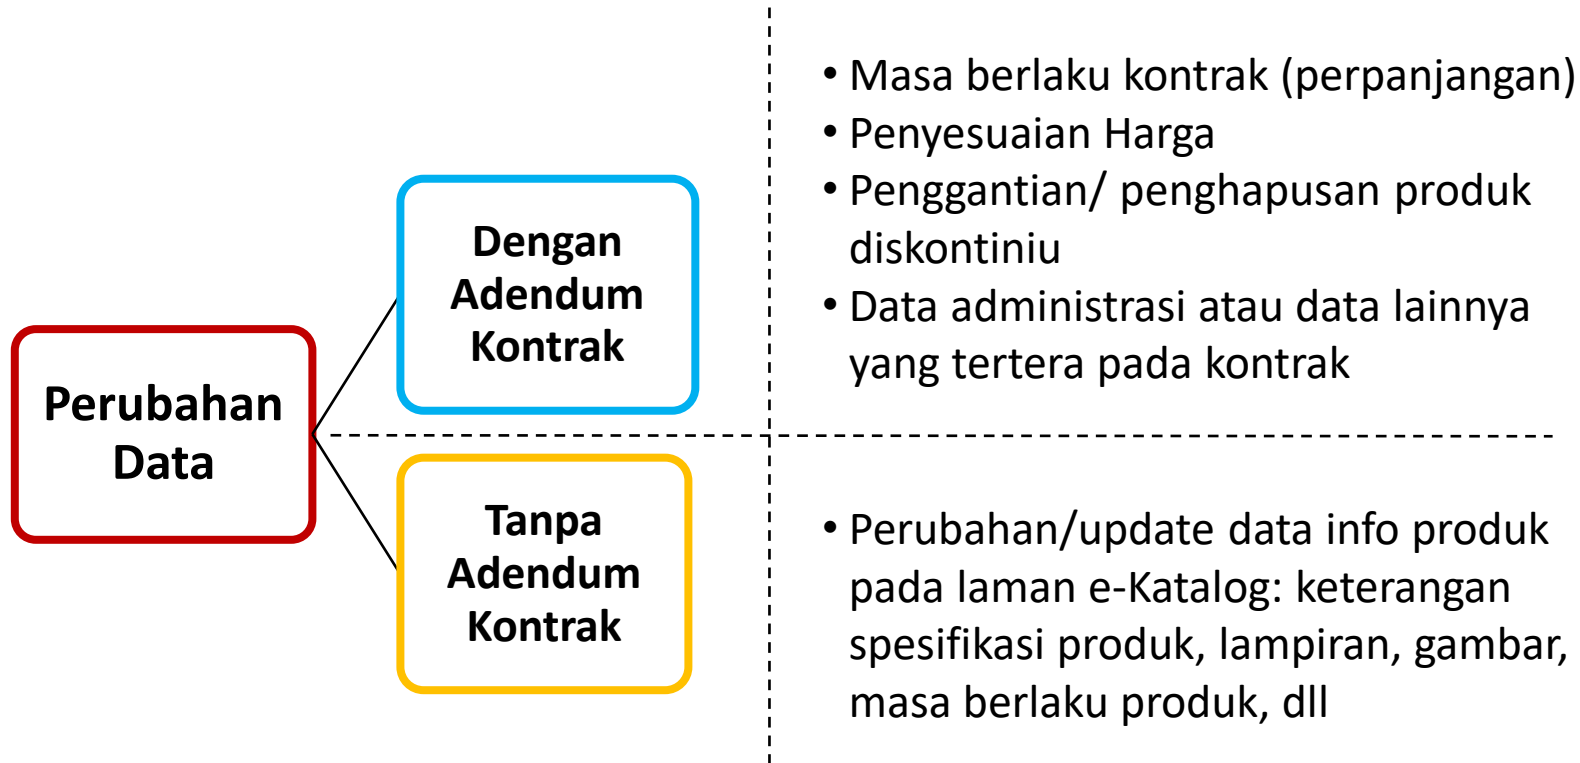 Perubahan
Data
Dengan
Adendum
Kontrak
• Masa berlaku kontrak (perpanjangan)
• Penyesuaian Harga
• Penggantian/ penghapusan produk
diskontiniu
• Data administrasi atau data lainnya
yang tertera pada kontrak
Tanpa
Adendum
Kontrak
• Perubahan/update data info produk
pada laman e-Katalog: keterangan
spesifikasi produk, lampiran, gambar,
masa berlaku produk, dll